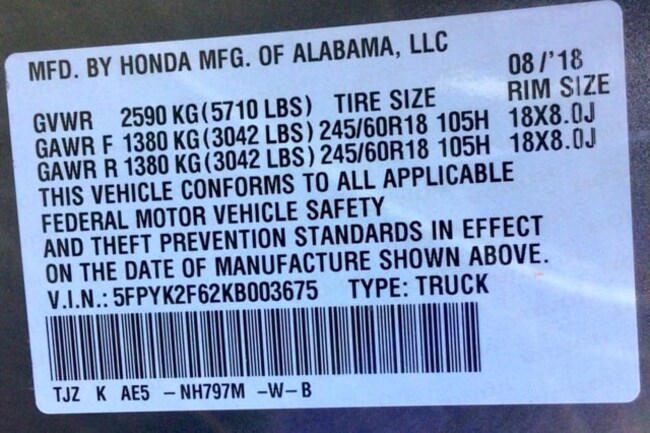 MFD. BY HONDA MFG. OF ALABAMA, LLC 08/'18
GVWR 2590 KG(5710 LBS) TIRE SIZE RIM SIZE
GAWR F 1380 KG(3042 LBS)245/60R18 105H 18X8.0J
GAWR R 1380 KG(3042 LBS)245/60R18 105H 18X8.0J
THIS VEHICLE CONFORMS TO ALL APPLICABLE
FEDERAL MOTOR VEHICLE SAFETY
AND THEFT PREVENTION STANDARDS IN EFFECT
ON THE DATE OF MANUFACTURE SHOWN ABOVE.
V.I.N.: 5FPYK2F62KB003675 TYPE: TRUCK
TJZ K AE5 – NH797M –W–B